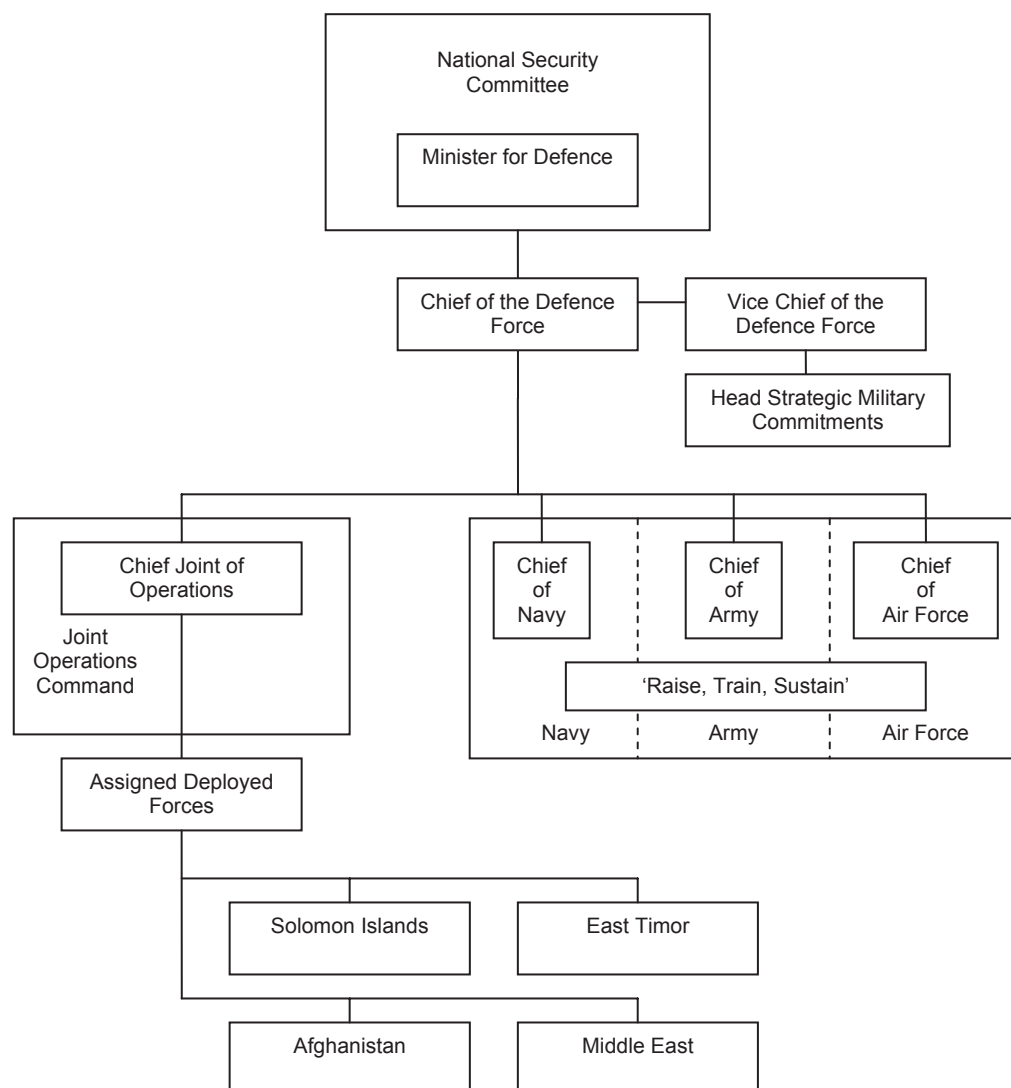 National Security
Committee
Minister for Defence
Chief of the Defence
Force
Vice Chief of the
Defence Force
Head Strategic Military
Commitments
Chief Joint of
Operations
Joint
Operations
Command
Chief
of
Navy
Chief
of
Army
Chief
of
Air Force
‘Raise, Train, Sustain’
Navy
Army
Air Force
Assigned Deployed
Forces
Solomon Islands
East Timor
Afghanistan
Middle East